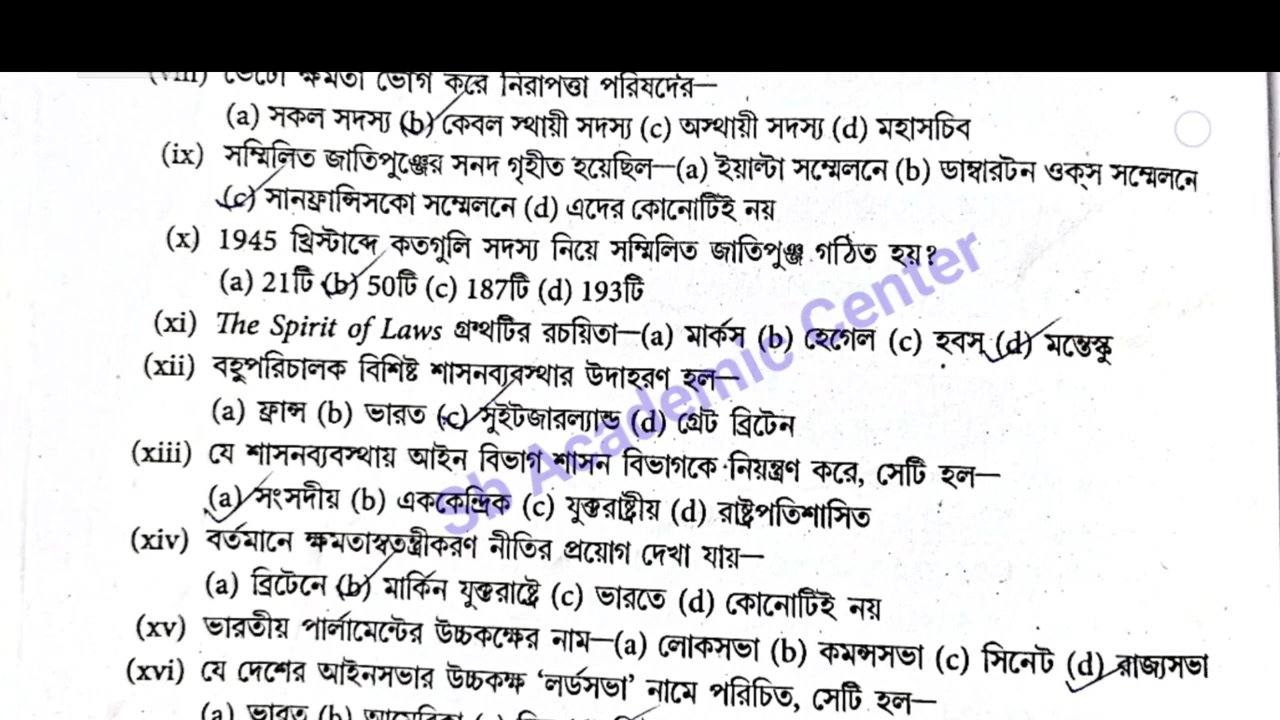 (viii) ভেটো ক্ষমতা ভোগ করে নিরাপত্তা পরিষদের—
(a) সকল সদস্য (b) কেবল স্থায়ী সদস্য (c) অস্থায়ী সদস্য (d) মহাসচিব
(ix) সম্মিলিত জাতিপুঞ্জের সনদ গৃহীত হয়েছিল—(a) ইয়াল্টা সম্মেলনে (b) ডাম্বারটন ওক্‌স সম্মেলনে
(c) সানফ্রান্সিসকো সম্মেলনে (d) এদের কোনোটিই নয়
(x) 1945 খ্রিস্টাব্দে কতগুলি সদস্য নিয়ে সম্মিলিত জাতিপুঞ্জ গঠিত হয়?
(a) 21টি (b) 50টি (c) 187টি (d) 193টি
(xi) The Spirit of Laws গ্রন্থটির রচয়িতা—(a) মার্কস (b) হেগেল (c) হবস্ (d) মন্তেস্কু
(xii) বহুপরিচালক বিশিষ্ট শাসনব্যবস্থার উদাহরণ হল—
(a) ফ্রান্স (b) ভারত (c) সুইটজারল্যান্ড (d) গ্রেট ব্রিটেন
(xiii) যে শাসনব্যবস্থায় আইন বিভাগ শাসন বিভাগকে নিয়ন্ত্রণ করে, সেটি হল—
(a) সংসদীয় (b) এককেন্দ্রিক (c) যুক্তরাষ্ট্রীয় (d) রাষ্ট্রপতিশাসিত
(xiv) বর্তমানে ক্ষমতাস্বতন্ত্রীকরণ নীতির প্রয়োগ দেখা যায়—
(a) ব্রিটেনে (b) মার্কিন যুক্তরাষ্ট্রে (c) ভারতে (d) কোনোটিই নয়
(xv) ভারতীয় পার্লামেন্টের উচ্চকক্ষের নাম—(a) লোকসভা (b) কমন্সসভা (c) সিনেট (d) রাজ্যসভা
(xvi) যে দেশের আইনসভার উচ্চকক্ষ ‘লর্ডসভা’ নামে পরিচিত, সেটি হল—
(a) ভারত (b) আমেরিকা
Sb Academic Center